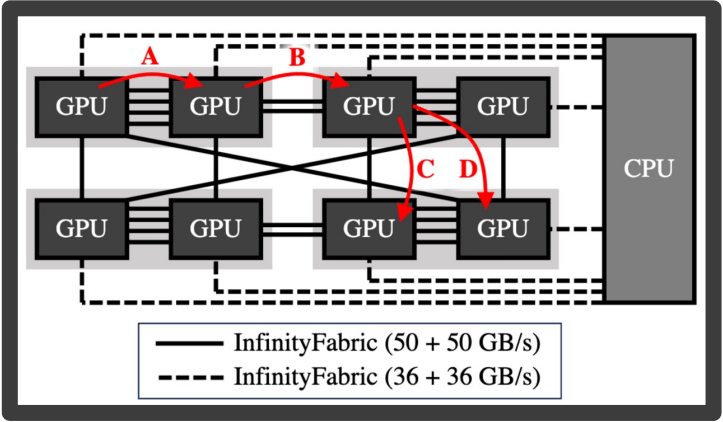 A
B
GPU GPU GPU GPU
C D
CPU
GPU GPU GPU GPU
InfinityFabric (50 + 50 GB/s)
InfinityFabric (36 + 36 GB/s)